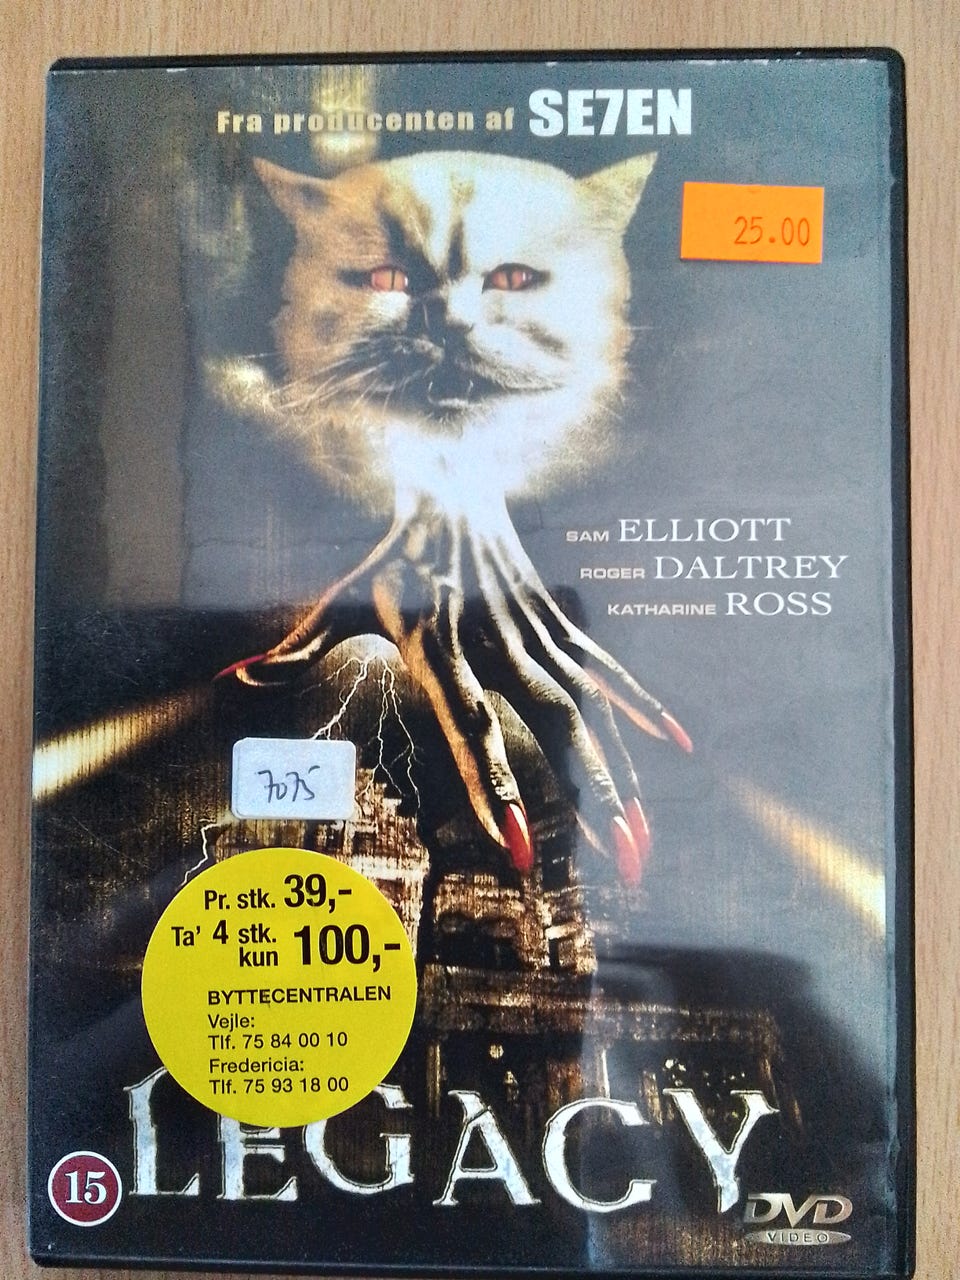 Fra producenten af SE7EN
25.00
SAM ELLIOTT
ROGER DALTREY
KATHARINE ROSS
7075
Pr. stk. 39,-
Ta' 4 stk. kun 100,-
BYTTECENTRALEN
Vejle:
Tlf. 75 84 00 10
Fredericia:
Tlf. 75 93 18 00
LEGACY
15
DVD
VIDEO